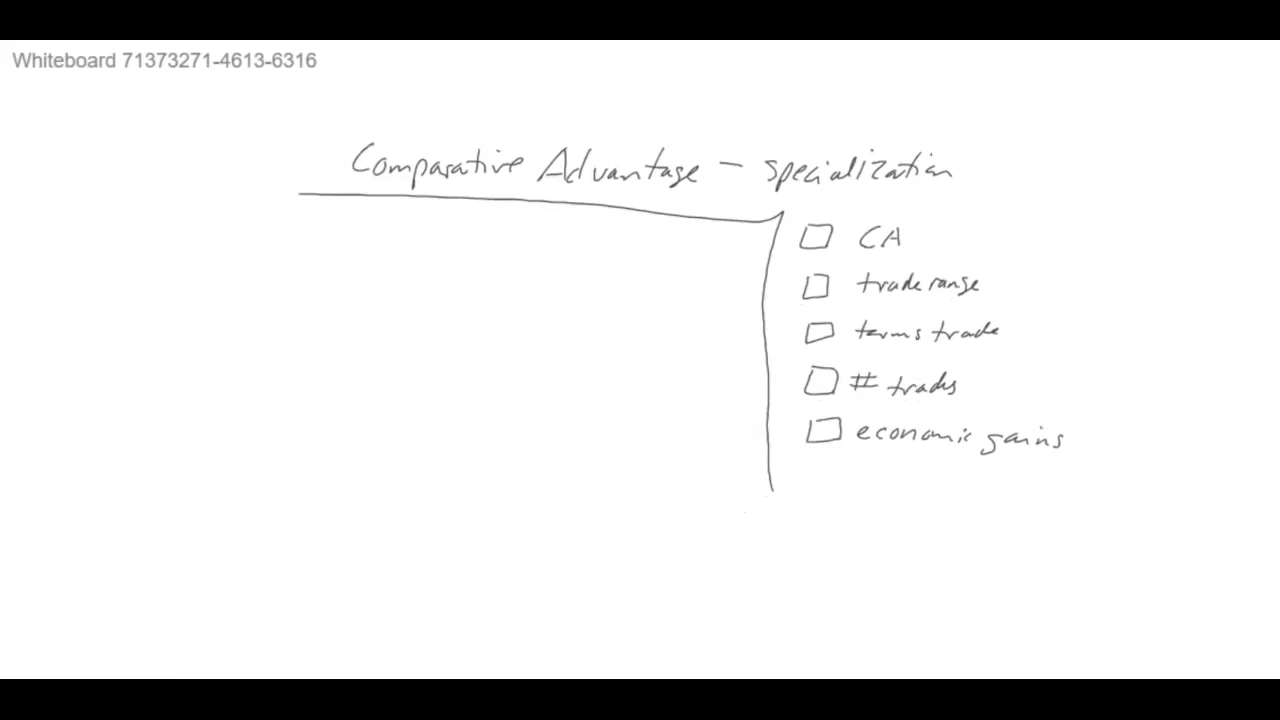 Whiteboard 71373271-4613-6316
Comparative Advantage – specialization
CA
trade range
terms trade
# trades
economic gains